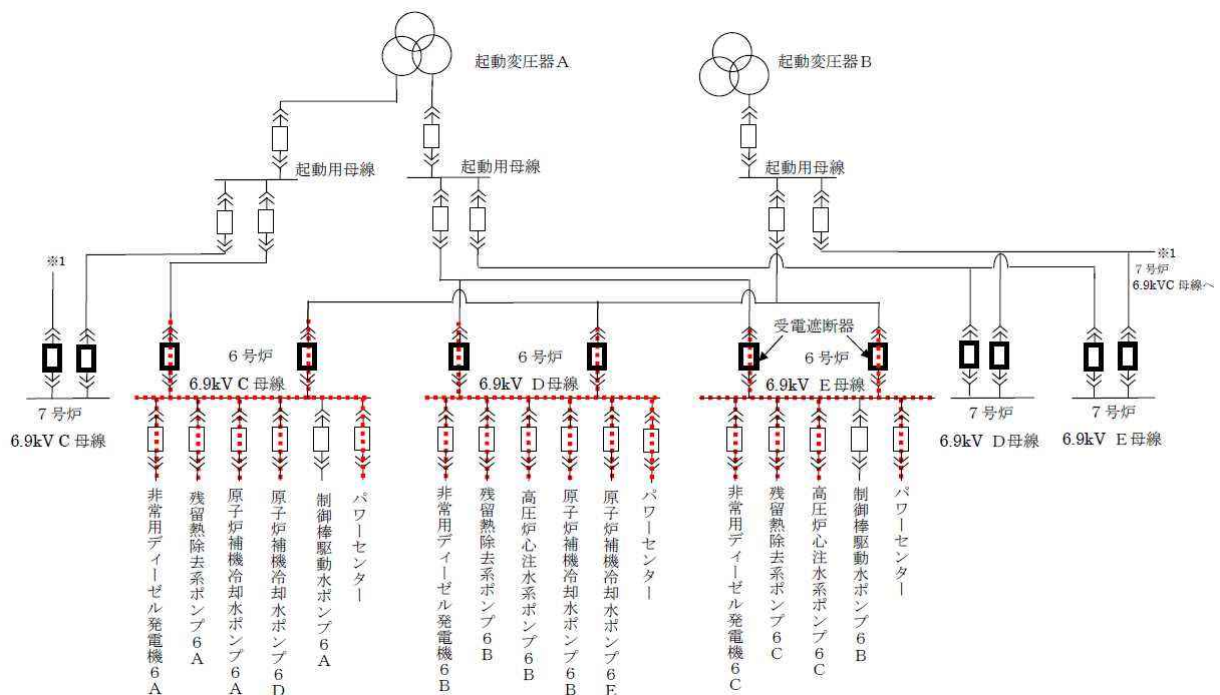 起動変圧器A
起動変圧器B
起動用母線
起動用母線
起動用母線
※1
※1
7号炉
6.9kVC 母線へ
受電遮断器
7号炉
6.9kV C 母線
6号炉
6.9kV C 母線
6号炉
6.9kV D母線
6号炉
6.9kV E母線
7号炉
6.9kV D母線
7号炉
6.9kV E母線
非常用ディーゼル発電機6A
残留熱除去系ポンプ6A
原子炉補機冷却水ポンプ6A
原子炉補機冷却水ポンプ6D
制御棒駆動水ポンプ6A
パワーセンター
非常用ディーゼル発電機6B
残留熱除去系ポンプ6B
高圧炉心注水系ポンプ6B
原子炉補機冷却水ポンプ6B
原子炉補機冷却水ポンプ6E
パワーセンター
非常用ディーゼル発電機6C
残留熱除去系ポンプ6C
高圧炉心注水系ポンプ6C
制御棒駆動水ポンプ6B
パワーセンター